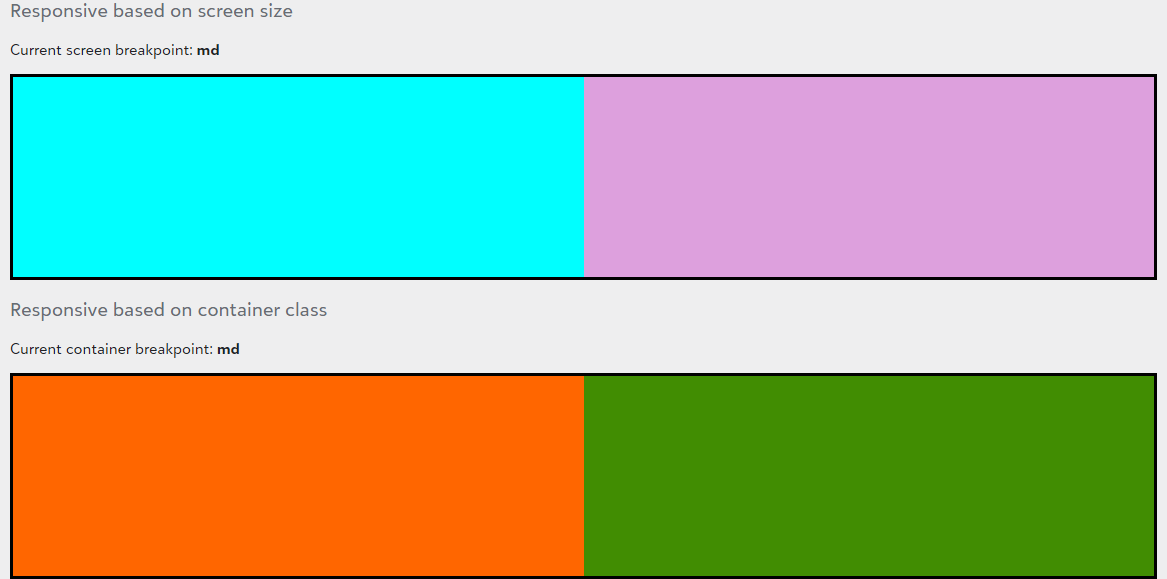 Responsive based on screen size
Current screen breakpoint: md
Responsive based on container class
Current container breakpoint: md